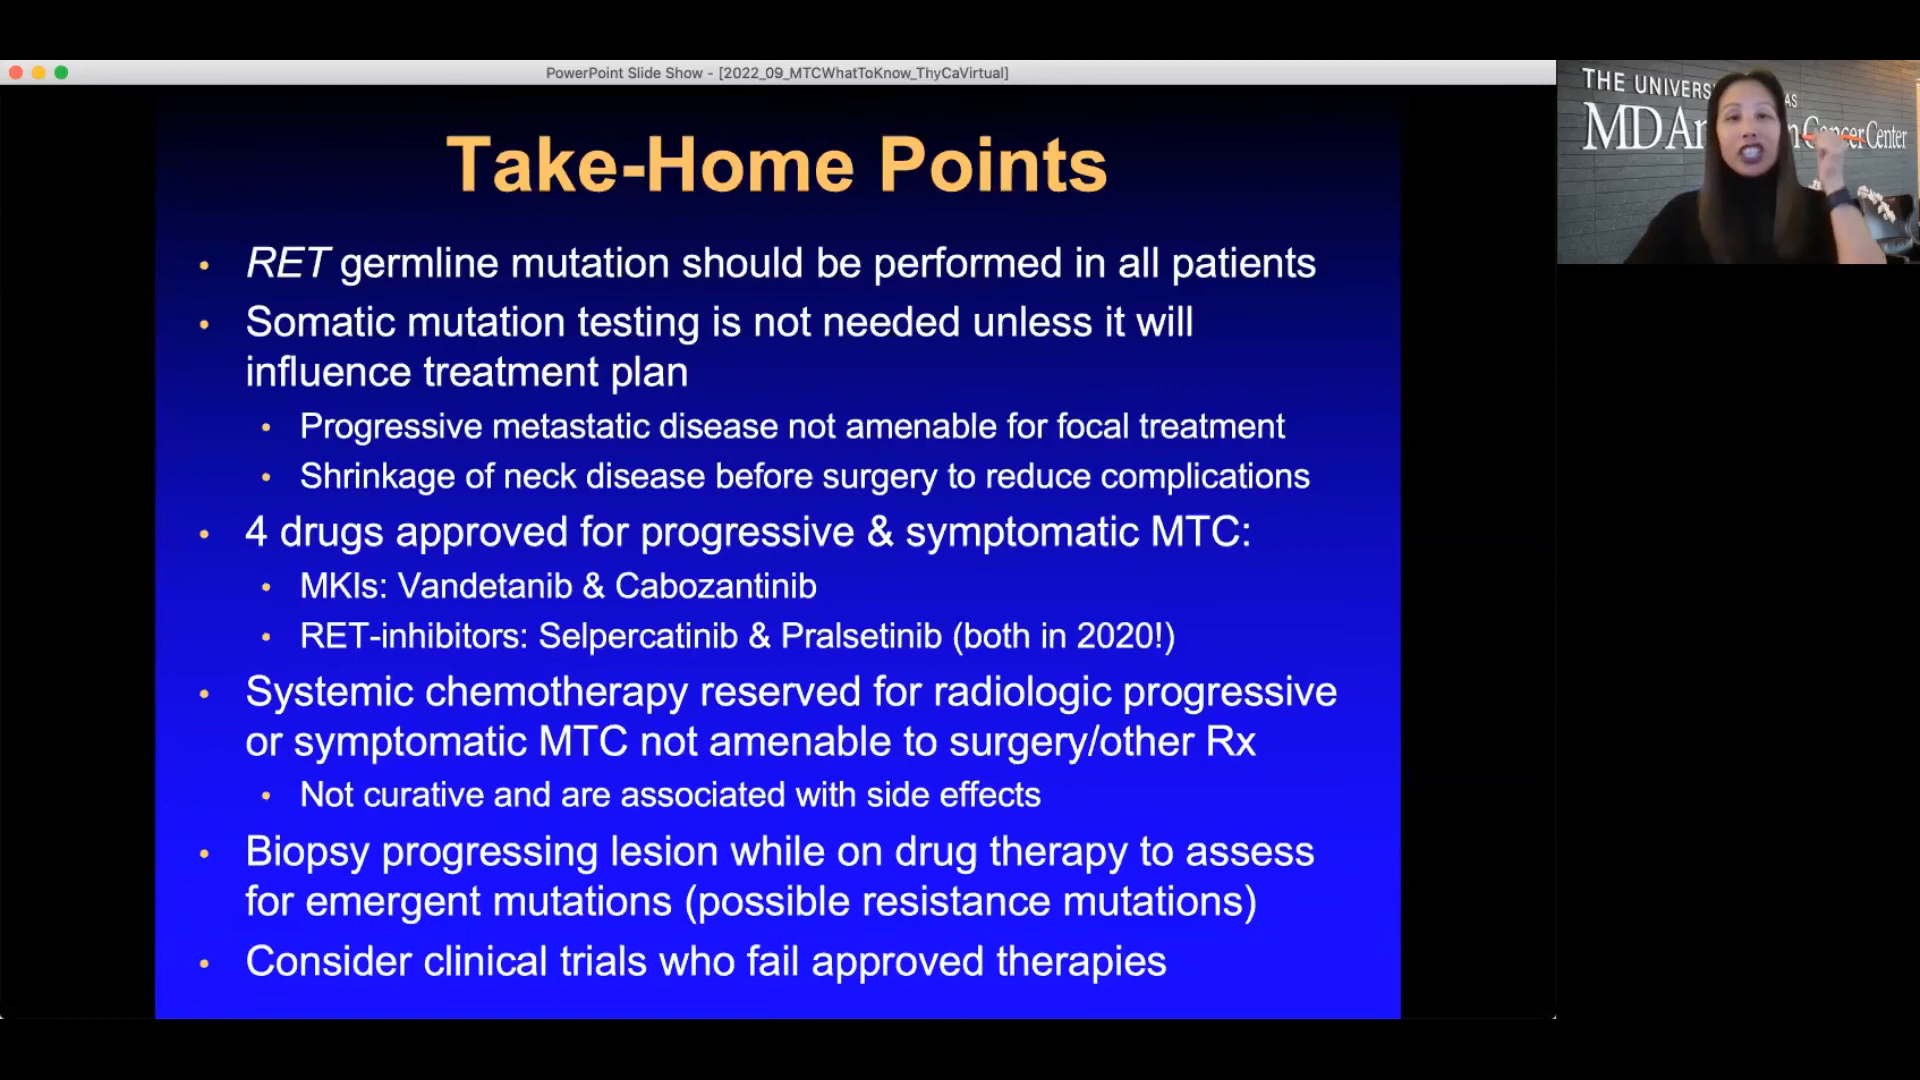 PowerPoint Slide Show - [2022_09_MTCWhatToKnow_ThyCaVirtual]
Take-Home Points
• RET germline mutation should be performed in all patients
• Somatic mutation testing is not needed unless it will
influence treatment plan
• Progressive metastatic disease not amenable for focal treatment
• Shrinkage of neck disease before surgery to reduce complications
• 4 drugs approved for progressive & symptomatic MTC:
• MKIs: Vandetanib & Cabozantinib
• RET-inhibitors: Selpercatinib & Pralsetinib (both in 2020!)
• Systemic chemotherapy reserved for radiologic progressive
or symptomatic MTC not amenable to surgery/other Rx
• Not curative and are associated with side effects
• Biopsy progressing lesion while on drug therapy to assess
for emergent mutations (possible resistance mutations)
• Consider clinical trials who fail approved therapies
THE UNIVERS AS
MD An n Cancer Center